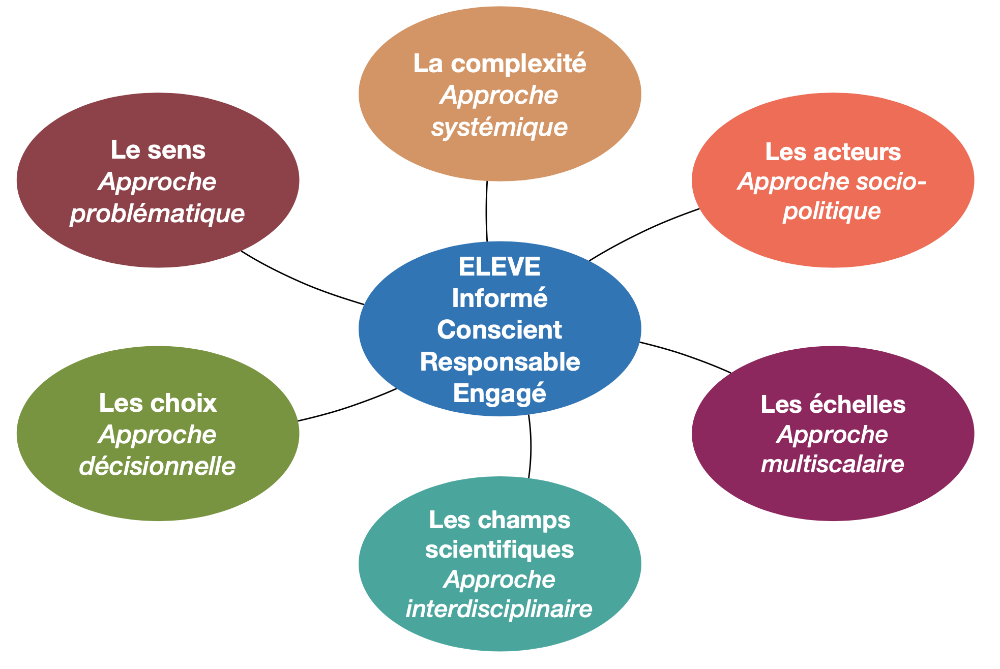 La complexité
Approche
systémique
Le sens
Approche
problématique
Les acteurs
Approche socio-
politique
ELEVE
Informé
Conscient
Responsable
Engagé
Les choix
Approche
décisionnelle
Les échelles
Approche
multiscalaire
Les champs
scientifiques
Approche
interdisciplinaire